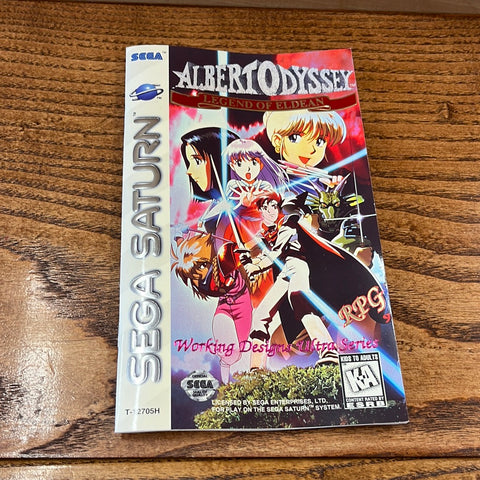 SEGA
SEGA SATURN
T-12705H
ALBERT ODYSSEY
LEGEND OF ELDEAN
RPG
Working Designs Ultra Series
SEGA
LICENSED BY SEGA ENTERPRISES, LTD.
FOR PLAY ON THE SEGA SATURN™ SYSTEM.
KIDS TO ADULTS
K-A
CONTENT RATED BY
ESRB